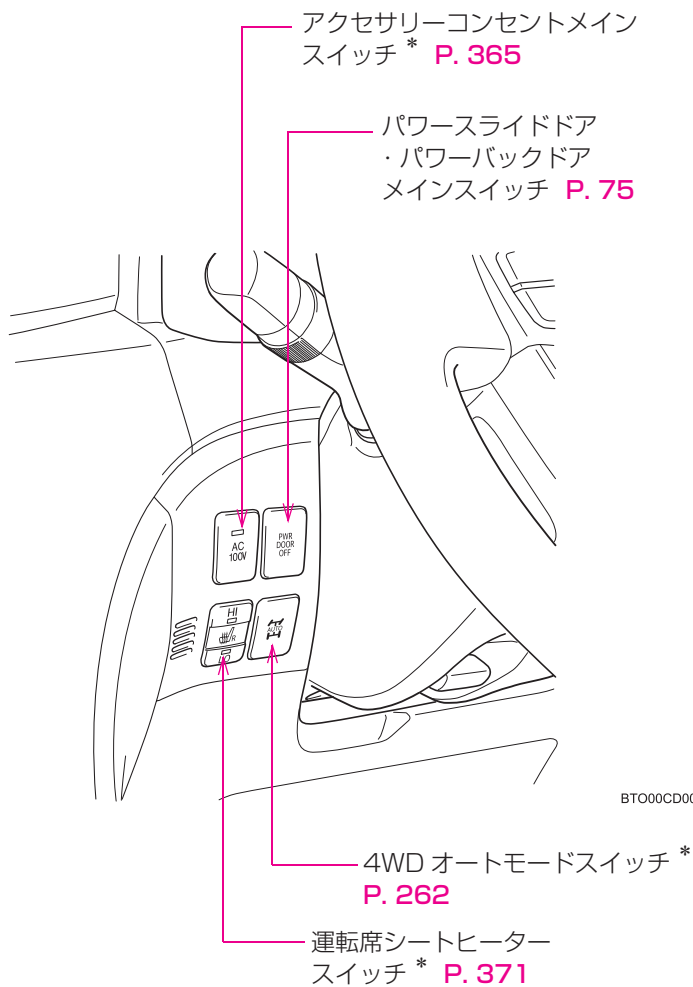 アクセサリーコンセントメイン
スイッチ * P. 365
パワースライドドア
・パワーバックドア
メインスイッチ P. 75
AC
100V
PWR
DOOR
OFF
HI
R
LO
AUTO
BTO00CD00
4WD オートモードスイッチ *
P. 262
運転席シートヒーター
スイッチ * P. 371